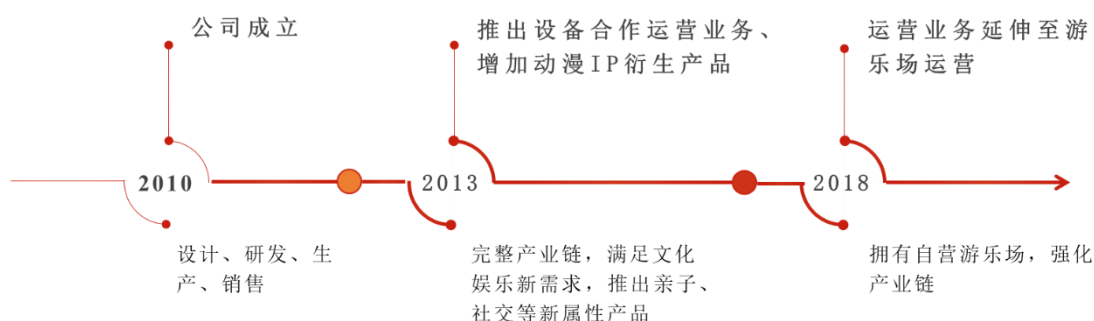 公司成立
推出设备合作运营业务、
增加动漫IP衍生产品
运营业务延伸至游
乐场运营
2010
2013
2018
设计、研发、生
产、销售
完整产业链，满足文化
娱乐新需求，推出亲子、
社交等新属性产品
拥有自营游乐场，强化
产业链